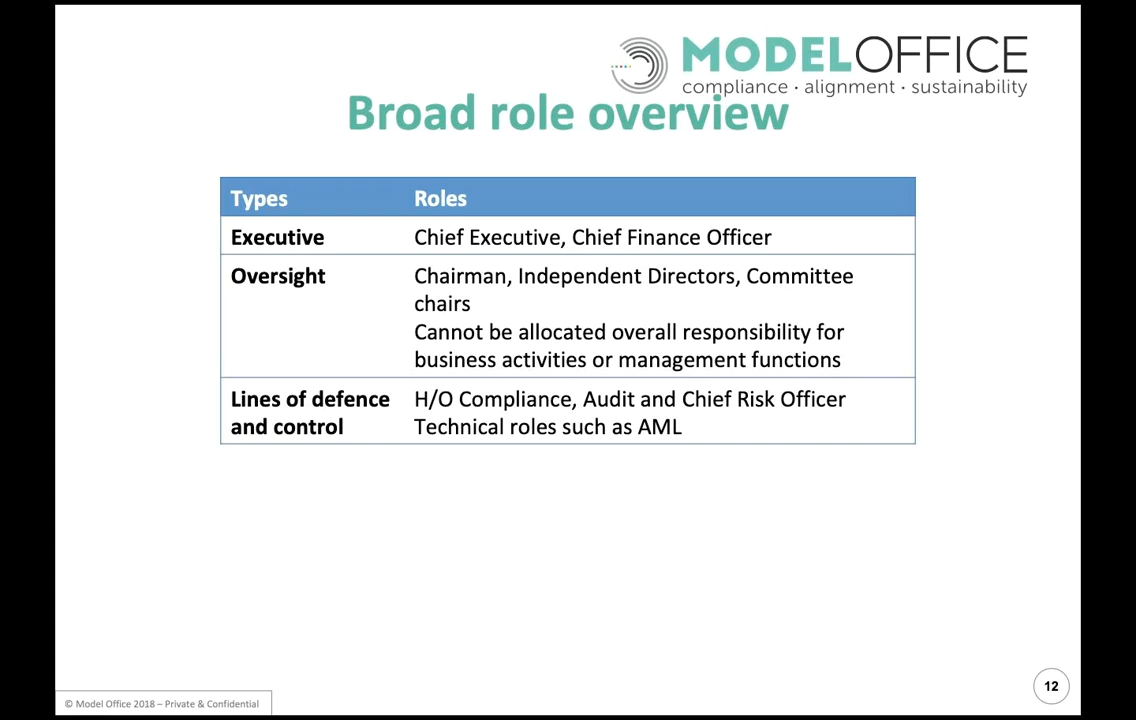 MODELOFFICE
compliance · alignment · sustainability
Broad role overview
Types Roles
Executive Chief Executive, Chief Finance Officer
Oversight Chairman, Independent Directors, Committee
chairs
Cannot be allocated overall responsibility for
business activities or management functions
Lines of defence H/O Compliance, Audit and Chief Risk Officer
and control Technical roles such as AML
© Model Office 2018 – Private & Confidential
12